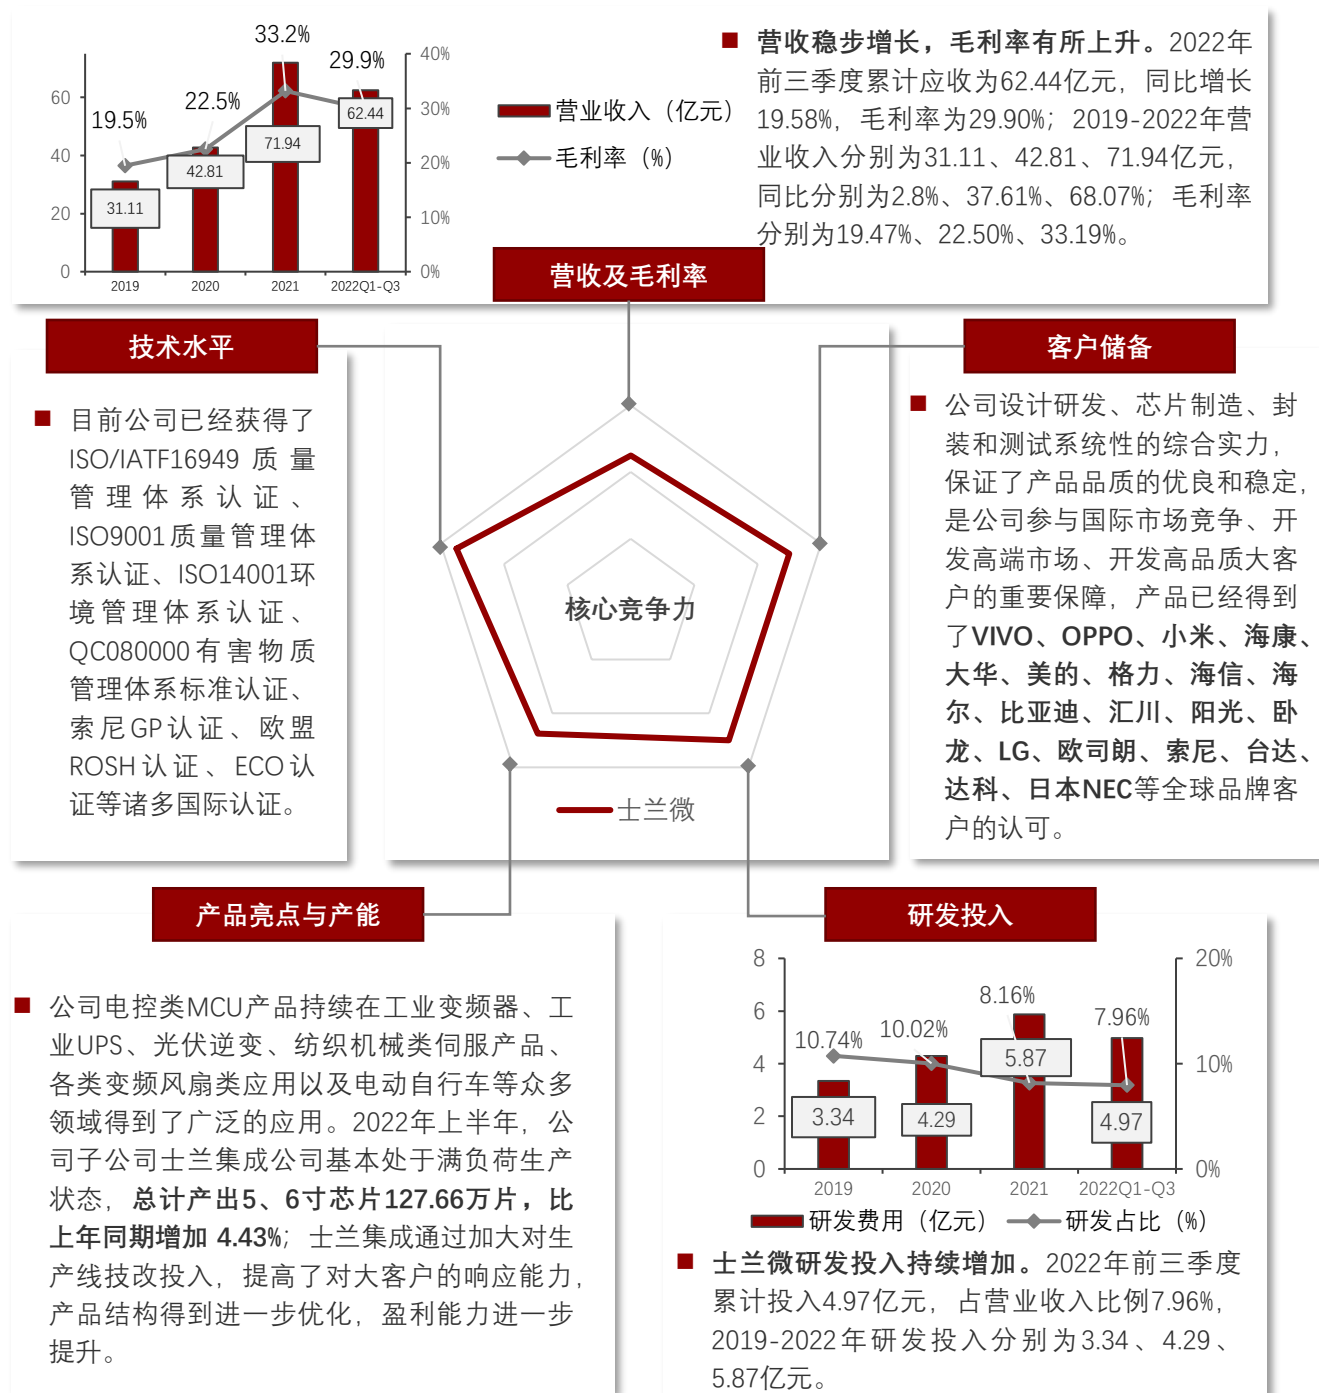 33.2%
29.9%
22.5%
19.5%
40%
30%
20%
10%
0%
60
40
20
0
31.11
42.81
71.94
62.44
2019
2020
2021
2022Q1-Q3
营业收入（亿元）
毛利率（%）
■ 营收稳步增长，毛利率有所上升。2022年
前三季度累计应收为62.44亿元，同比增长
19.58%，毛利率为29.90%；2019-2022年营
业收入分别为31.11、42.81、71.94亿元，
同比分别为2.8%、37.61%、68.07%；毛利率
分别为19.47%、22.50%、33.19%。
营收及毛利率
技术水平
■ 目前公司已经获得了
ISO/IATF16949质量
管理体系认证、
ISO9001质量管理体
系认证、ISO14001环
境管理体系认证、
QC080000有害物质
管理体系标准认证、
索尼GP认证、欧盟
ROSH认证、ECO认
证等诸多国际认证。
核心竞争力
士兰微
客户储备
■ 公司设计研发、芯片制造、封
装和测试系统性的综合实力，
保证了产品品质的优良和稳定，
是公司参与国际市场竞争、开
发高端市场、开发高品质大客
户的重要保障，产品已经得到
了VIVO、OPPO、小米、海康、
大华、美的、格力、海信、海
尔、比亚迪、汇川、阳光、卧
龙、LG、欧司朗、索尼、台达、
达科、日本NEC等全球品牌客
户的认可。
产品亮点与产能
■ 公司电控类MCU产品持续在工业变频器、工
业UPS、光伏逆变、纺织机械类伺服产品、
各类变频风扇类应用以及电动自行车等众多
领域得到了广泛的应用。2022年上半年，公
司子公司士兰集成公司基本处于满负荷生产
状态，总计产出5、6寸芯片127.66万片，比
上年同期增加 4.43%；士兰集成通过加大对生
产线技改投入，提高了对大客户的响应能力，
产品结构得到进一步优化，盈利能力进一步
提升。
研发投入
8
6
4
2
0
20%
10%
0%
10.74%
10.02%
8.16%
7.96%
3.34
4.29
5.87
4.97
2019
2020
2021
2022Q1-Q3
研发费用（亿元）
研发占比（%）
■ 士兰微研发投入持续增加。2022年前三季度
累计投入4.97亿元，占营业收入比例7.96%，
2019-2022年研发投入分别为3.34、4.29、
5.87亿元。